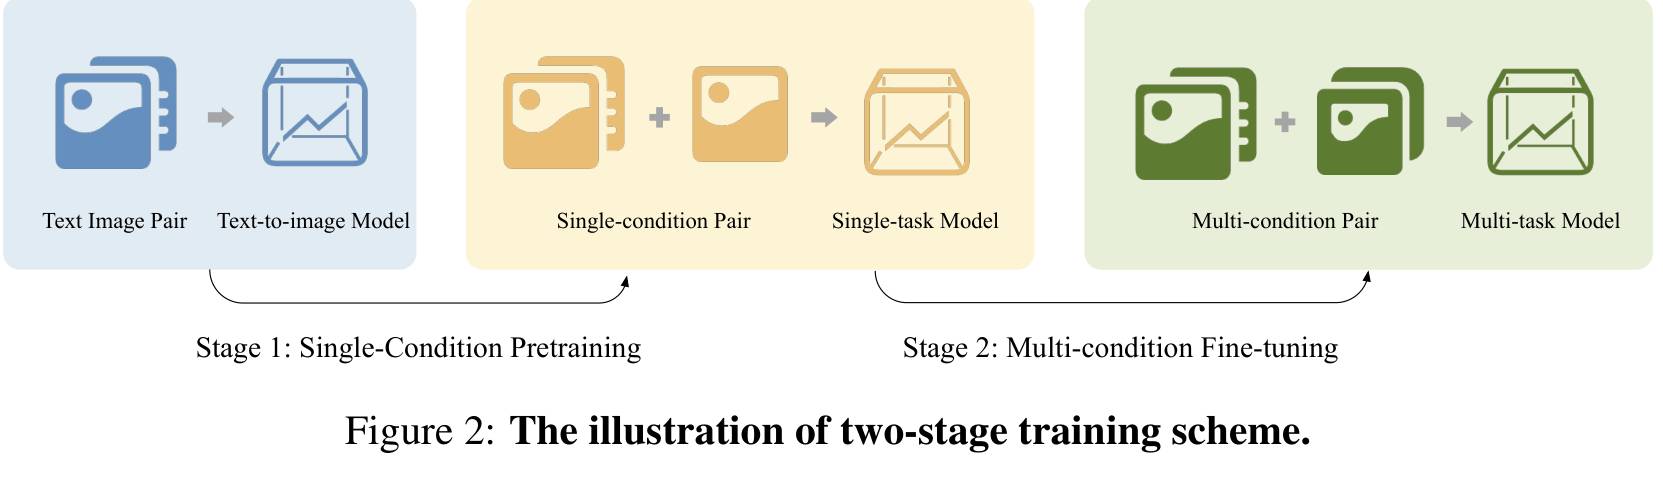 Text Image Pair
Text-to-image Model
Single-condition Pair
Single-task Model
Multi-condition Pair
Multi-task Model
Stage 1: Single-Condition Pretraining
Stage 2: Multi-condition Fine-tuning
Figure 2: The illustration of two-stage training scheme.